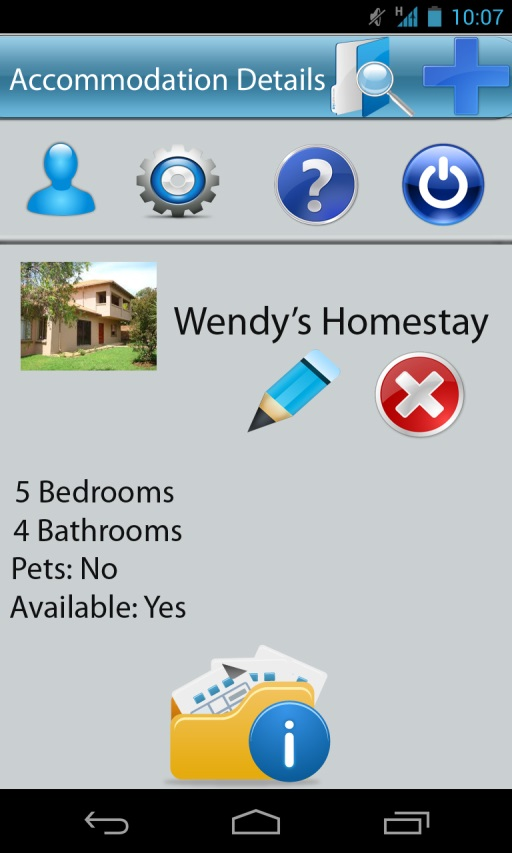 H 10:07
Accommodation Details
?
Wendy's Homestay
5 Bedrooms
4 Bathrooms
Pets: No
Available: Yes
i